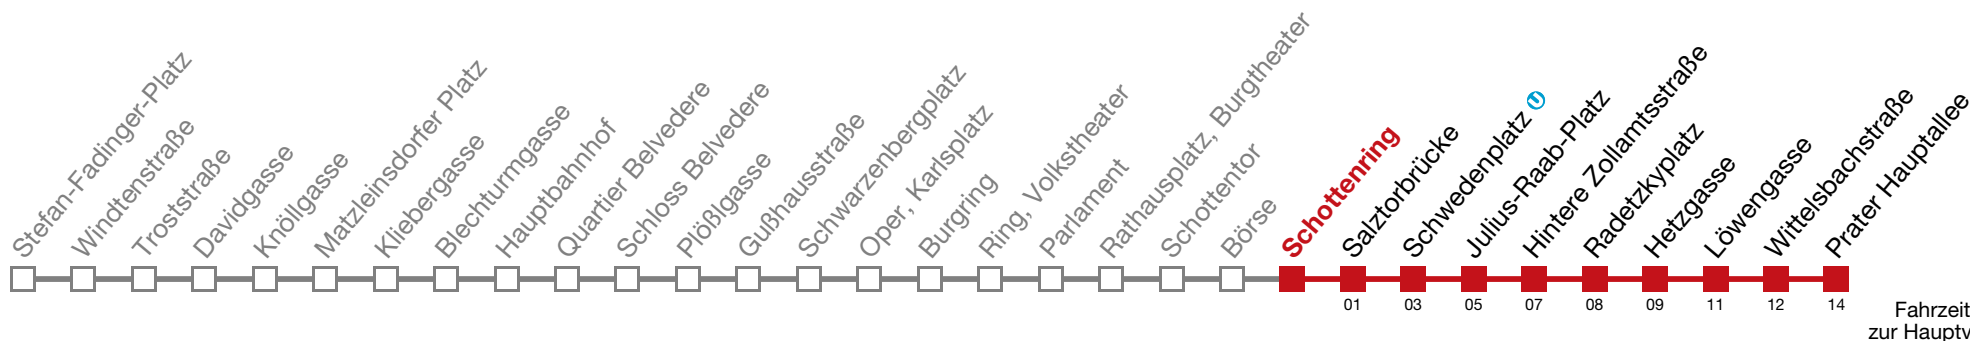 Stefan-Fadinger-Platz
Windtenstraße
Troststraße
Davidgasse
Knöllgasse
Matzleinsdorfer Platz
Kliebergasse
Blechturmgasse
Hauptbahnhof
Quartier Belvedere
Schloss Belvedere
Plößlgasse
Gußhausstraße
Schwarzenbergplatz
Oper, Karlsplatz
Burgring
Ring, Volkstheater
Parlament
Rathausplatz, Burgtheater
Schottentor
Börse
Schottenring
Salztorbrücke
Schwedenplatz U
Julius-Raab-Platz
Hintere Zollamtsstraße
Radetzkyplatz
Hetzgasse
Löwengasse
Wittelsbachstraße
Prater Hauptallee
01 03 05 07 08 09 11 12 14
Fahrzeit
zur Hauptv